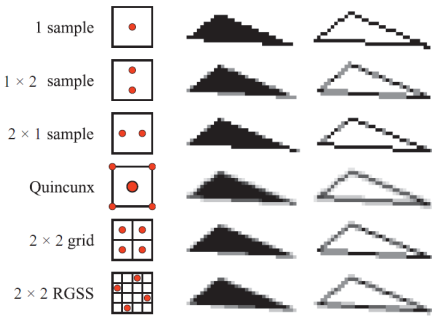 1 sample
1 × 2 sample
2 × 1 sample
Quincunx
2 × 2 grid
2 × 2 RGSS